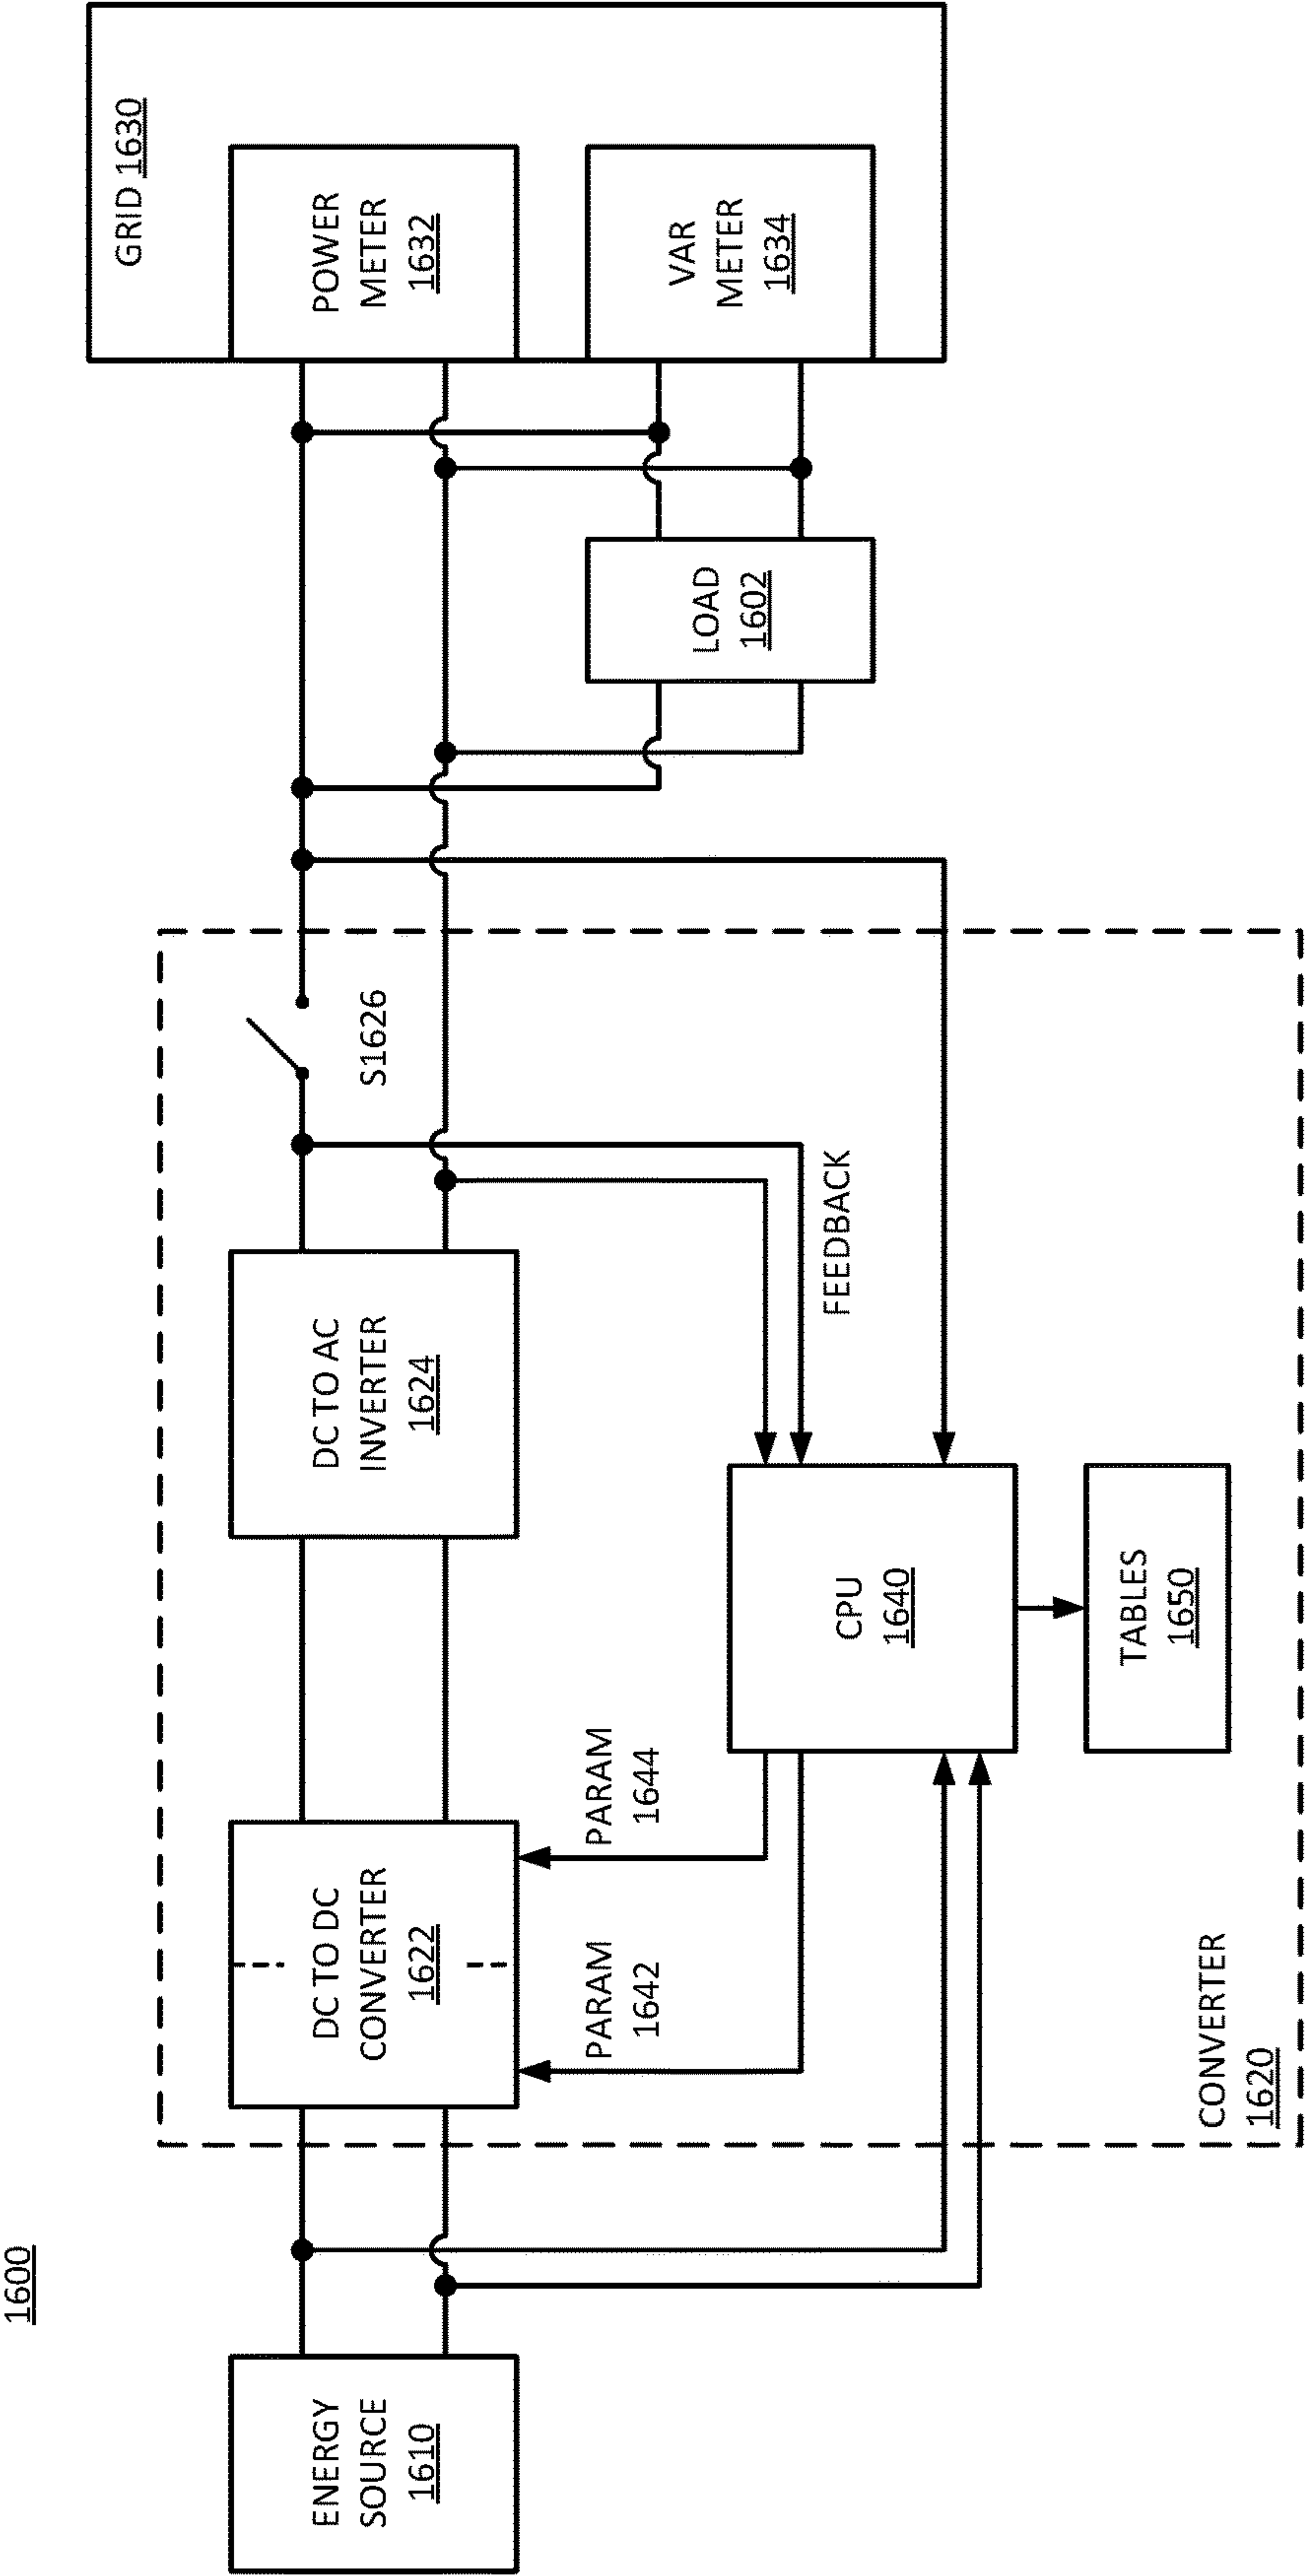 1600
ENERGY
SOURCE
1610
DC TO DC
CONVERTER
1622
DC TO AC
INVERTER
1624
S1626
GRID 1630
POWER
METER
1632
VAR
METER
1634
LOAD
1602
PARAM
1642
PARAM
1644
FEEDBACK
CPU
1640
TABLES
1650
CONVERTER
1620